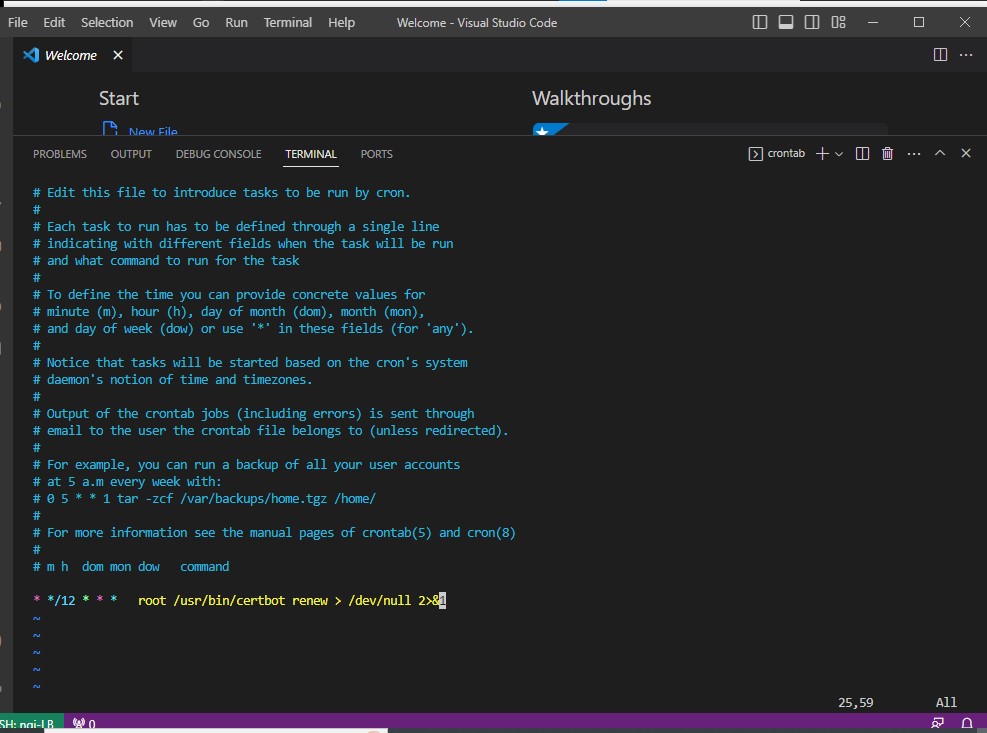 File Edit Selection View Go Run Terminal Help Welcome - Visual Studio Code
Welcome
Start
Walkthroughs
New File
PROBLEMS OUTPUT DEBUG CONSOLE TERMINAL PORTS
crontab
# Edit this file to introduce tasks to be run by cron.
#
# Each task to run has to be defined through a single line
# indicating with different fields when the task will be run
# and what command to run for the task
#
# To define the time you can provide concrete values for
# minute (m), hour (h), day of month (dom), month (mon),
# and day of week (dow) or use '*' in these fields (for 'any').
#
# Notice that tasks will be started based on the cron's system
# daemon's notion of time and timezones.
#
# Output of the crontab jobs (including errors) is sent through
# email to the user the crontab file belongs to (unless redirected).
#
# For example, you can run a backup of all your user accounts
# at 5 a.m every week with:
# 0 5 * * 1 tar -zcf /var/backups/home.tgz /home/
#
# For more information see the manual pages of crontab(5) and cron(8)
#
# m h  dom mon dow   command
* */12 * * *   root /usr/bin/certbot renew > /dev/null 2>&1
~
~
~
~
~
25,59 All
SH: ngi-LB 0